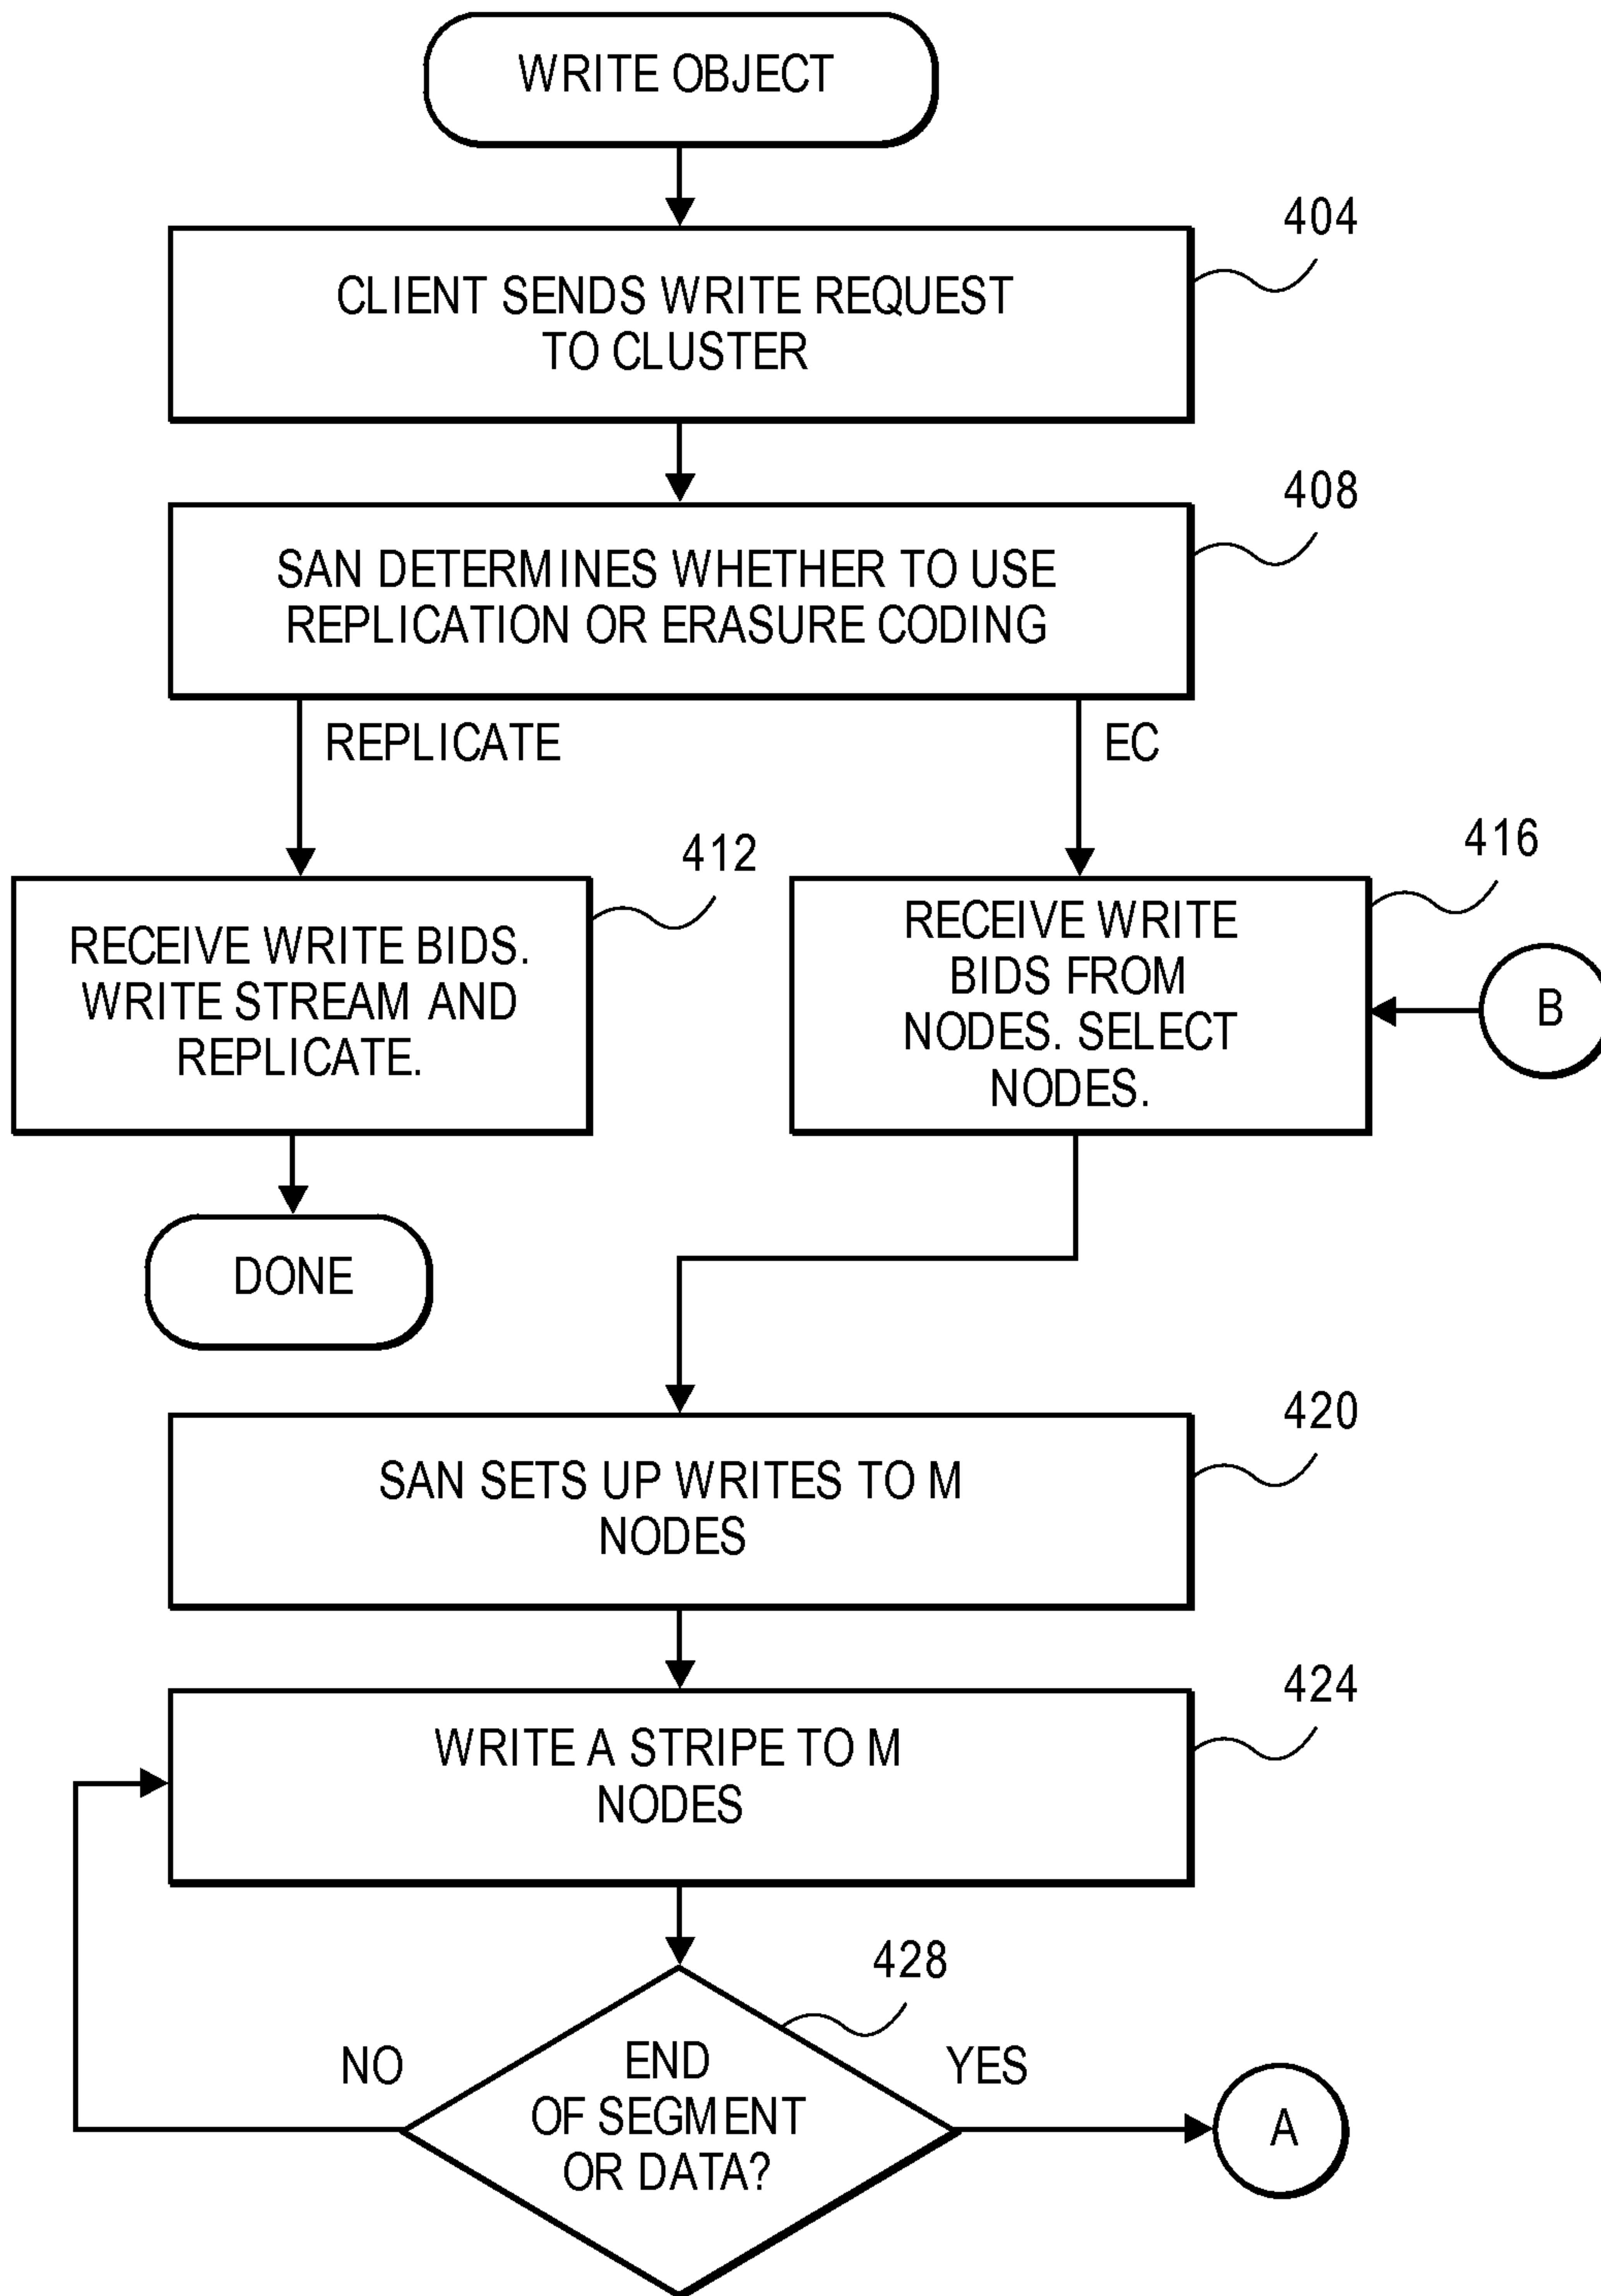 WRITE OBJECT
404
CLIENT SENDS WRITE REQUEST
TO CLUSTER
408
SAN DETERMINES WHETHER TO USE
REPLICATION OR ERASURE CODING
REPLICATE
EC
412
416
RECEIVE WRITE BIDS.
WRITE STREAM AND
REPLICATE.
RECEIVE WRITE
BIDS FROM
NODES. SELECT
NODES.
B
DONE
420
SAN SETS UP WRITES TO M
NODES
424
WRITE A STRIPE TO M
NODES
428
NO
END
OF SEGMENT
OR DATA?
YES
A